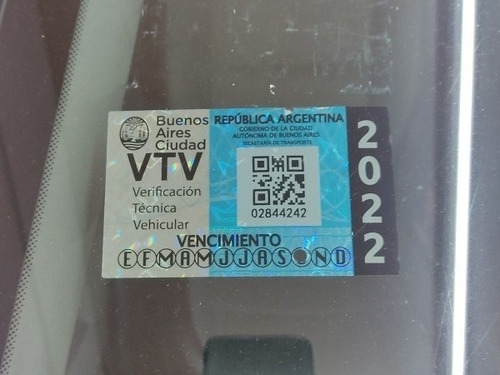 Buenos
Aires
Ciudad
VTV
Verificación
Técnica
Vehicular
REPÚBLICA ARGENTINA
GOBIERNO DE LA CIUDAD
AUTÓNOMA DE BUENOS AIRES
SECRETARÍA DE TRANSPORTE
02844242
VENCIMIENTO
E F M A M J J A S N D
2022